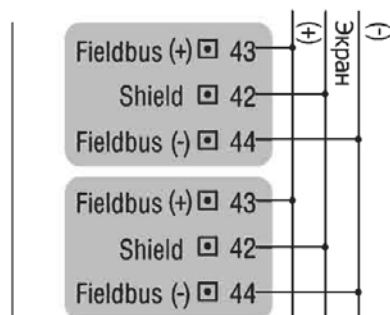 (+)
Экран
(-)
Fieldbus (+) 43
Shield 42
Fieldbus (-) 44
Fieldbus (+) 43
Shield 42
Fieldbus (-) 44